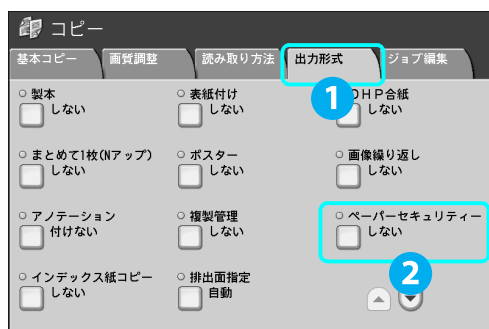 コピー
基本コピー 画質調整 読み取り方法 出力形式 ジョブ編集
製本 表紙付け HP合紙
しない しない しない
まとめて1枚(Nアップ) ポスター 画像繰り返し
しない しない しない
アノテーション 複製管理 ペーパーセキュリティー
付けない しない しない
インデックス紙コピー 排出面指定
しない 自動
1
2